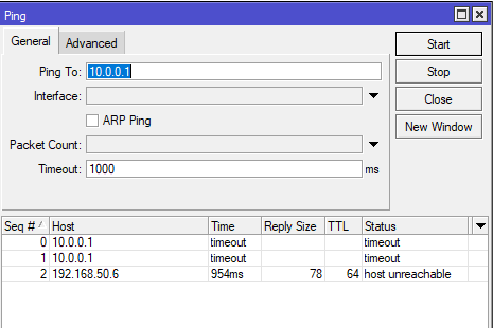 Ping
General Advanced
Start
Ping To: 10.0.0.1
Stop
Interface:
Close
ARP Ping
New Window
Packet Count:
Timeout: 1000 ms
Seq # Host Time Reply Size TTL Status
0 10.0.0.1 timeout timeout
1 10.0.0.1 timeout timeout
2 192.168.50.6 954ms 78 64 host unreachable